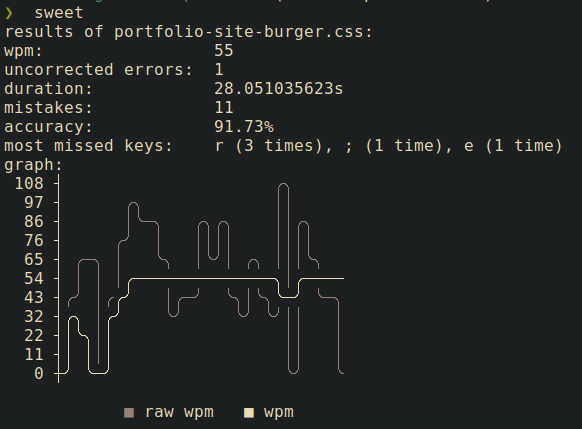 ❯ sweet
results of portfolio-site-burger.css:
wpm: 55
uncorrected errors: 1
duration: 28.051035623s
mistakes: 11
accuracy: 91.73%
most missed keys: r (3 times), ; (1 time), e (1 time)
graph:
108
97
86
76
65
54
43
32
22
11
0
raw wpm wpm